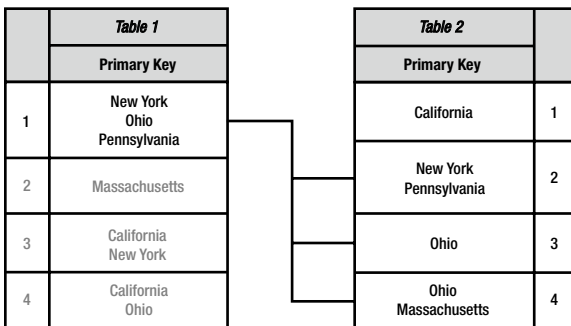 Table 1
Primary Key
1
New York
Ohio
Pennsylvania
2
Massachusetts
3
California
New York
4
California
Ohio
Table 2
Primary Key
California
1
New York
Pennsylvania
2
Ohio
3
Ohio
Massachusetts
4